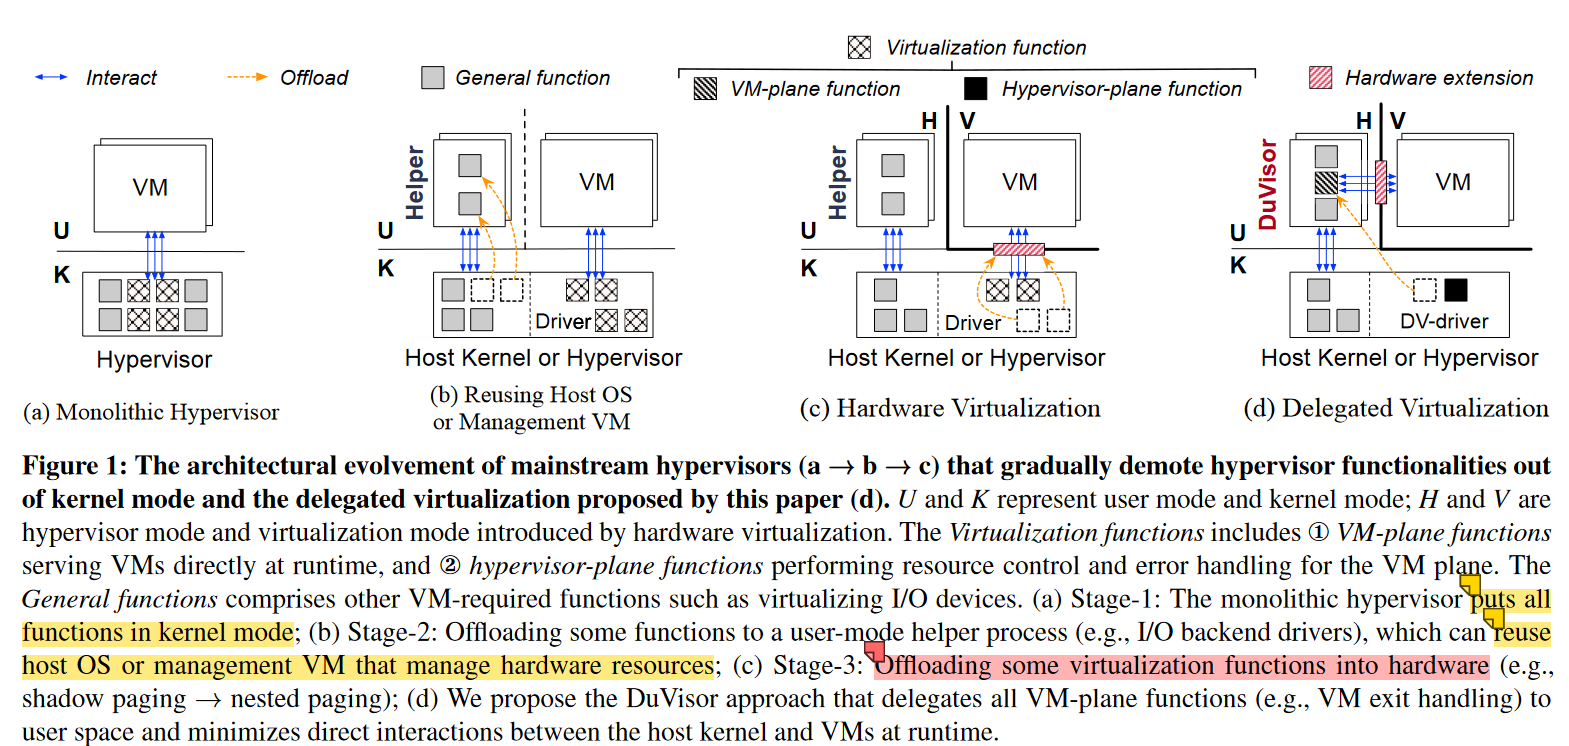 Virtualization function
Interact
Offload
General function
VM-plane function
Hypervisor-plane function
Hardware extension
VM
U
K
Hypervisor
(a) Monolithic Hypervisor
Helper
VM
U
K
Driver
Host Kernel or Hypervisor
(b) Reusing Host OS
or Management VM
H V
Helper
VM
U
K
Driver
Host Kernel or Hypervisor
(c) Hardware Virtualization
H V
DuVisor
VM
U
K
DV-driver
Host Kernel or Hypervisor
(d) Delegated Virtualization
Figure 1: The architectural evolvement of mainstream hypervisors (a → b → c) that gradually demote hypervisor functionalities out
of kernel mode and the delegated virtualization proposed by this paper (d). U and K represent user mode and kernel mode; H and V are
hypervisor mode and virtualization mode introduced by hardware virtualization. The Virtualization functions includes ① VM-plane functions
serving VMs directly at runtime, and ② hypervisor-plane functions performing resource control and error handling for the VM plane. The
General functions comprises other VM-required functions such as virtualizing I/O devices. (a) Stage-1: The monolithic hypervisor puts all
functions in kernel mode; (b) Stage-2: Offloading some functions to a user-mode helper process (e.g., I/O backend drivers), which can reuse
host OS or management VM that manage hardware resources; (c) Stage-3: Offloading some virtualization functions into hardware (e.g.,
shadow paging → nested paging); (d) We propose the DuVisor approach that delegates all VM-plane functions (e.g., VM exit handling) to
user space and minimizes direct interactions between the host kernel and VMs at runtime.